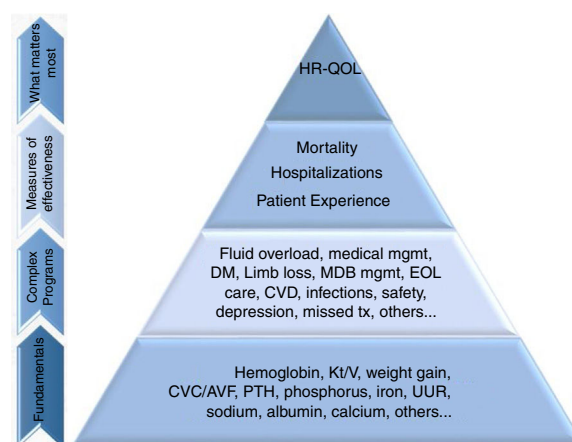 What matters
most
HR-QOL
Measures of
effectiveness
Mortality
Hospitalizations
Patient Experience
Complex
Programs
Fluid overload, medical mgmt,
DM, Limb loss, MDB mgmt, EOL
care, CVD, infections, safety,
depression, missed tx, others...
Fundamentals
Hemoglobin, Kt/V, weight gain,
CVC/AVF, PTH, phosphorus, iron, UUR,
sodium, albumin, calcium, others...